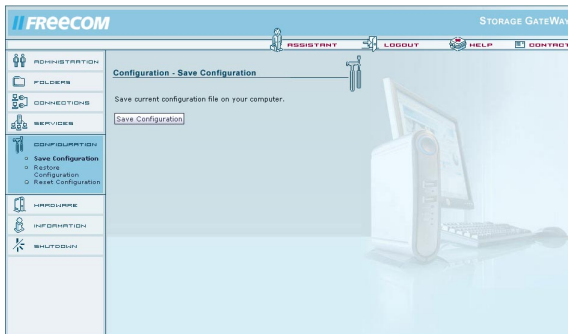 FREECOM
STORAGE GATEWAY
ASSISTANT
LOGOUT
HELP
CONTACT
ADMINISTRATION
FOLDERS
CONNECTIONS
SERVICES
CONFIGURATION
Save Configuration
Restore
Configuration
Reset Configuration
HARDWARE
INFORMATION
SHUTDOWN
Configuration - Save Configuration
Save current configuration file on your computer.
Save Configuration